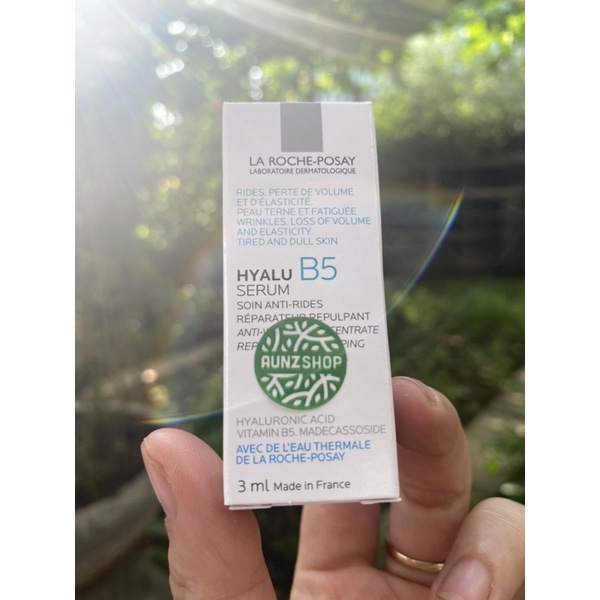 LA ROCHE-POSAY
LABORATOIRE DERMATOLOGIQUE
RIDES. PERTE DE VOLUME
ET D'ÉLASTICITÉ.
PEAU TERNE ET FATIGUÉE
WRINKLES. LOSS OF VOLUME
AND ELASTICITY.
TIRED AND DULL SKIN
HYALU B5
SERUM
SOIN ANTI-RIDES
RÉPARATEUR REPULPANT
AUNZSHOP
HYALURONIC ACID
VITAMIN B5. MADECASSOSIDE
AVEC DE L'EAU THERMALE
DE LA ROCHE-POSAY
3 ml Made in France